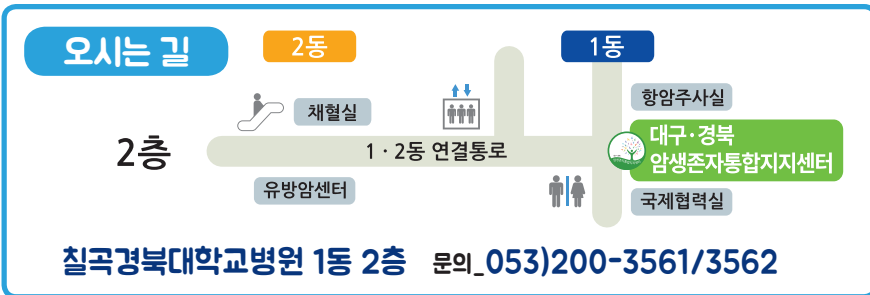 오시는 길
2동
1동
채혈실
항암주사실
2층
1 · 2동 연결통로
대구·경북
암생존자통합지지센터
유방암센터
국제협력실
칠곡경북대학교병원 1동 2층 문의_053)200-3561/3562